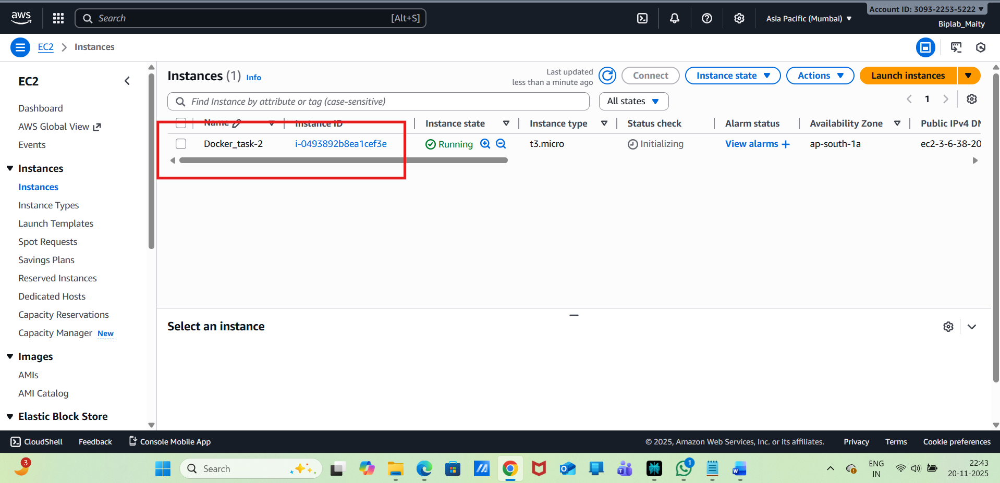 aws
Search [Alt+S]
Asia Pacific (Mumbai)
Account ID: 3093-2253-5222
Biplab_Maity
EC2 Instances
EC2
Dashboard
AWS Global View
Events
Instances
Instances
Instance Types
Launch Templates
Spot Requests
Savings Plans
Reserved Instances
Dedicated Hosts
Capacity Reservations
Capacity Manager New
Images
AMIs
AMI Catalog
Elastic Block Store
Instances (1) Info
Last updated
less than a minute ago
Connect
Instance state
Actions
Launch instances
Find Instance by attribute or tag (case-sensitive)
All states
1
Name Instance ID Instance state Instance type Status check Alarm status Availability Zone Public IPv4 DN
Docker_task-2 i-0493892b8ea1cef3e Running t3.micro Initializing View alarms + ap-south-1a ec2-3-6-38-20
Select an instance
CloudShell Feedback Console Mobile App © 2025, Amazon Web Services, Inc. or its affiliates. Privacy Terms Cookie preferences
3
Search
1
ENG
IN
22:43
20-11-2025